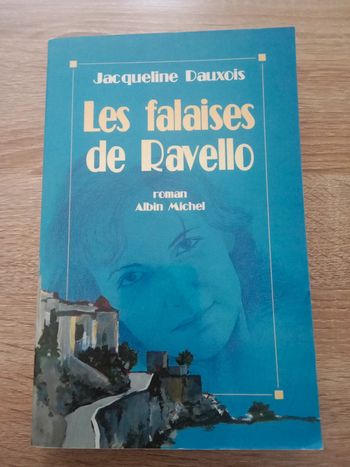 Jacqueline Dauxois
Les falaises
de Ravello
roman
Albin Michel